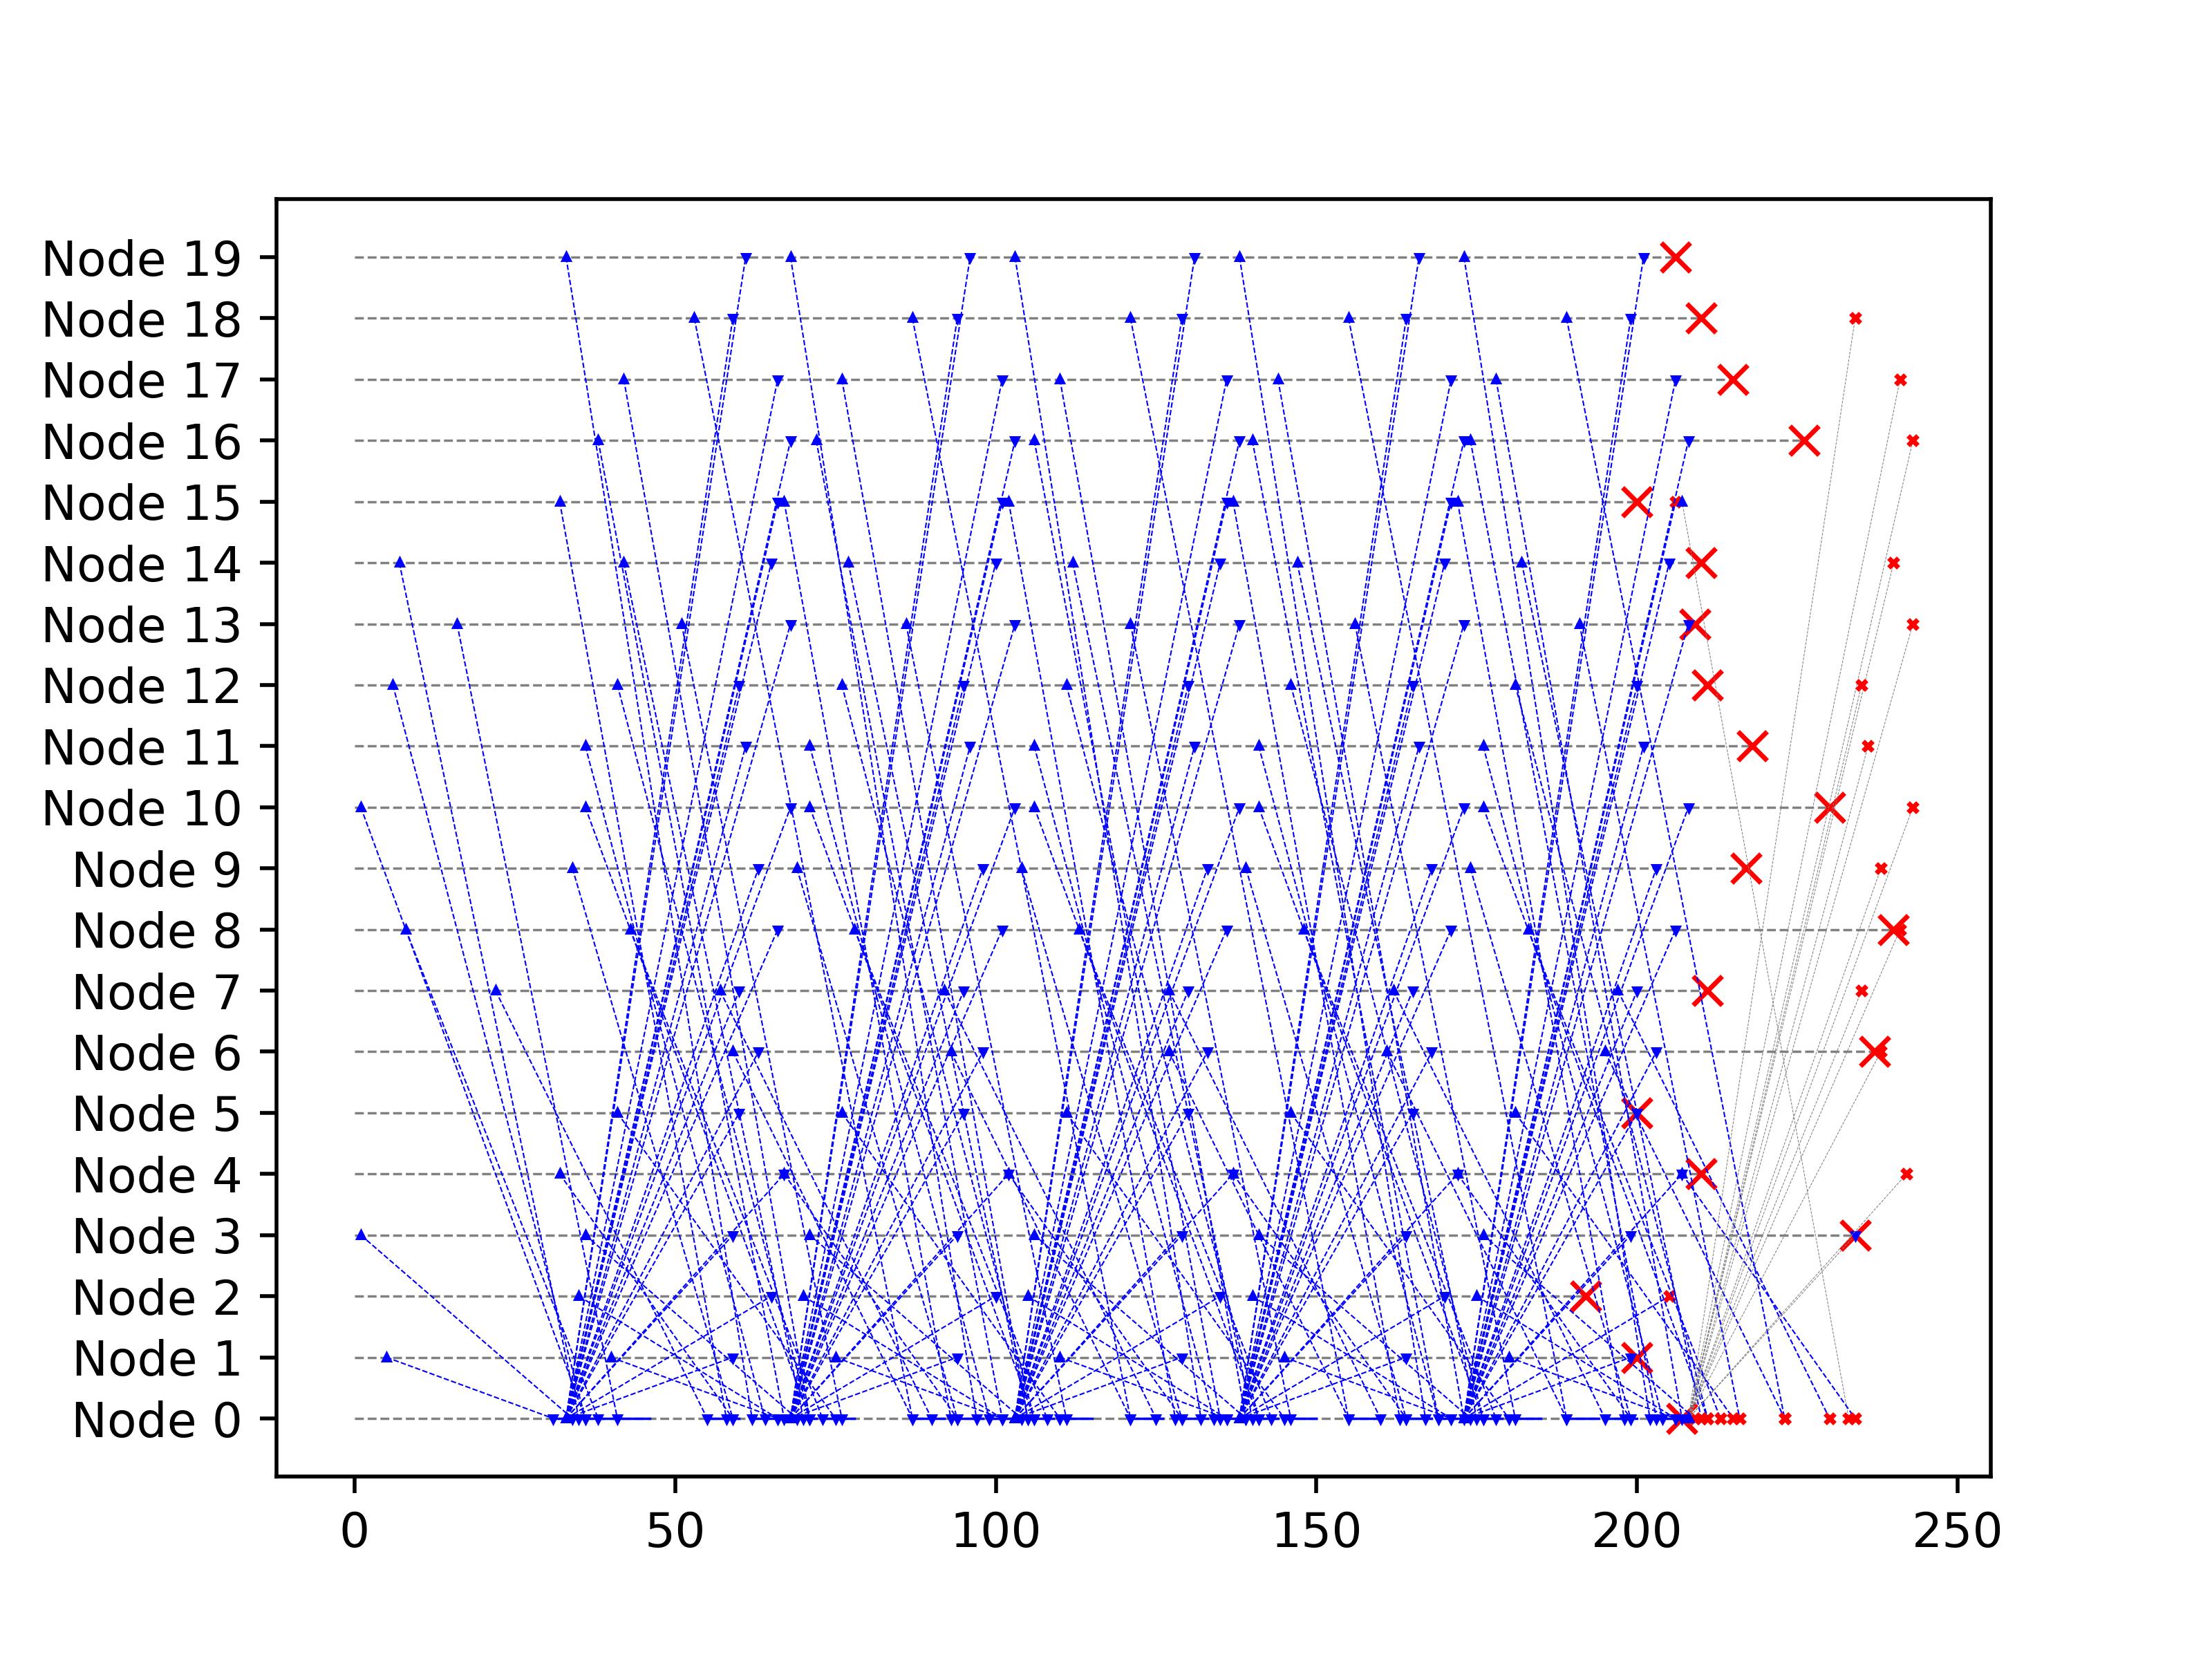 Node 19
Node 18
Node 17
Node 16
Node 15
Node 14
Node 13
Node 12
Node 11
Node 10
Node 9
Node 8
Node 7
Node 6
Node 5
Node 4
Node 3
Node 2
Node 1
Node 0
0 50 100 150 200 250